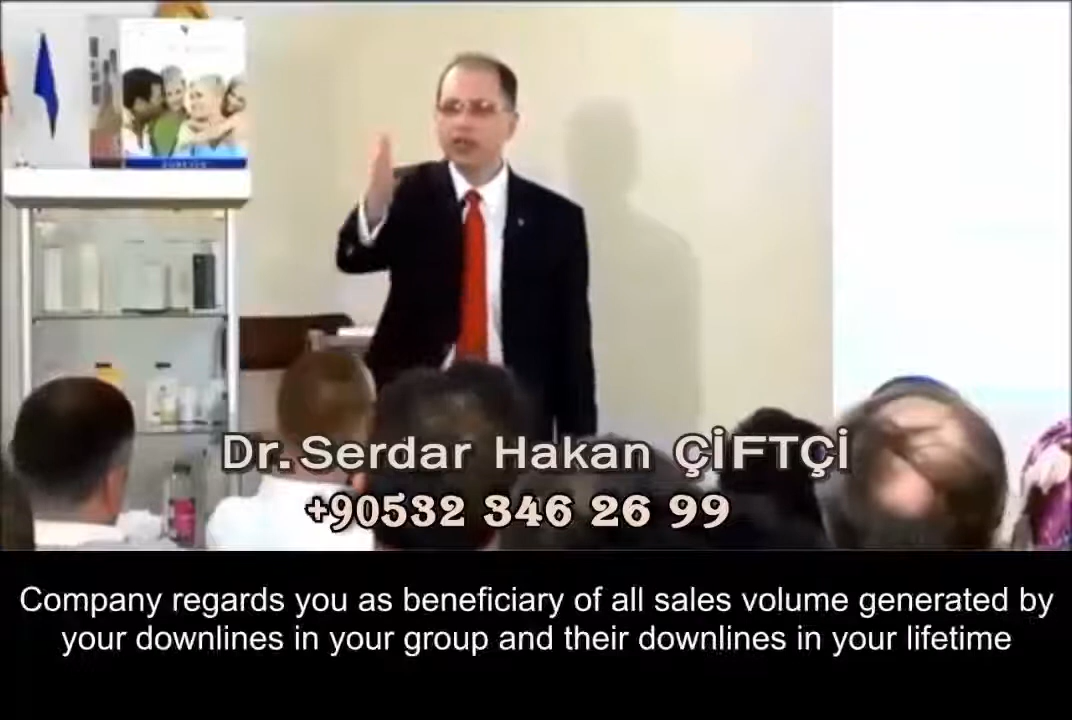 Dr. Serdar Hakan ÇİFTÇİ
+90532 346 26 99
Company regards you as beneficiary of all sales volume generated by
your downlines in your group and their downlines in your lifetime